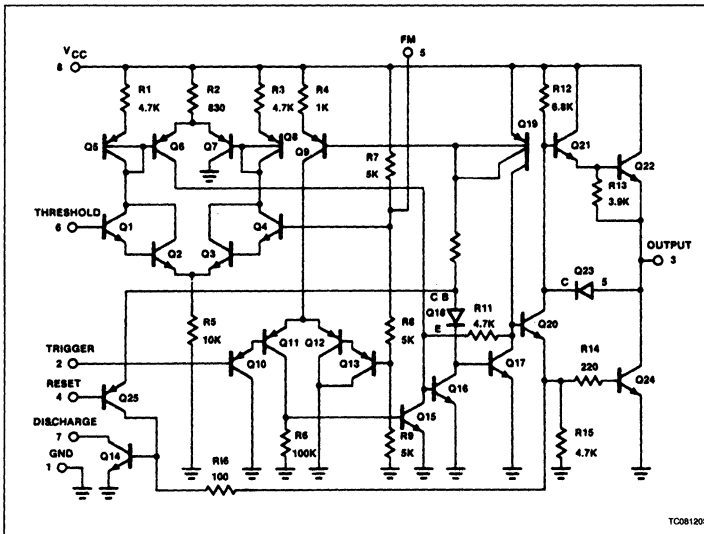 FM
5
VCC
8
R1
4.7K
R2
830
R3
4.7K
R4
1K
R12
6.8K
Q5
Q6
Q7
Q8
Q9
Q19
Q21
Q22
R7
5K
R13
3.9K
THRESHOLD
6
Q1
Q2
Q3
Q4
OUTPUT
3
C B
Q18
E
R11
4.7K
Q23
C
5
Q20
R5
10K
R8
5K
TRIGGER
2
Q11
Q12
Q10
Q13
R14
220
RESET
4
Q25
Q16
Q17
Q24
DISCHARGE
7
Q15
R6
100K
R9
5K
R15
4.7K
GND
1
Q14
R16
100
TC08120S